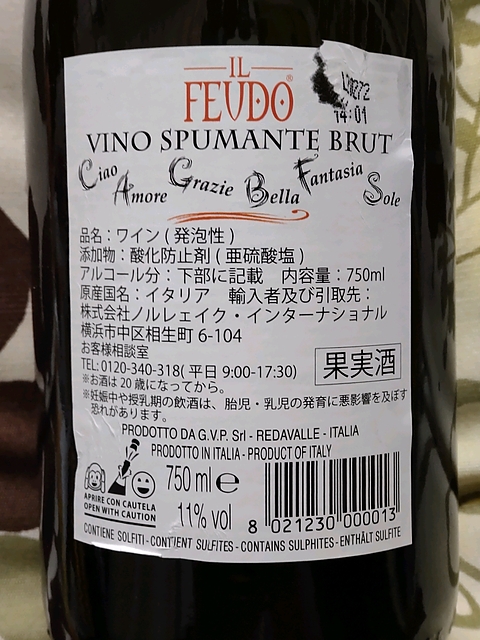 IL
FEUDO®
L10272
14:01
VINO SPUMANTE BRUT
Ciao Amore Grazie Bella Fantasia Sole
品名：ワイン(発泡性)
添加物：酸化防止剤(亜硫酸塩)
アルコール分：下部に記載　内容量：750ml
原産国名：イタリア　輸入者及び引取先：
株式会社ノルレェイク・インターナショナル
横浜市中区相生町 6-104
お客様相談室
TEL: 0120-340-318( 平日 9:00-17:30)
果実酒
※お酒は 20 歳になってから。
※妊娠中や授乳期の飲酒は、胎児・乳児の発育に悪影響を及ぼす
恐れがあります。
PRODOTTO DA G.V.P. Srl - REDAVALLE - ITALIA
PRODOTTO IN ITALIA - PRODUCT OF ITALY
750 ml e
11% vol
APRIRE CON CAUTELA
OPEN WITH CAUTION
8 021230 000013
CONTIENE SOLFITI - CONTIENT SULFITES - CONTAINS SULPHITES - ENTHÄLT SULFITE